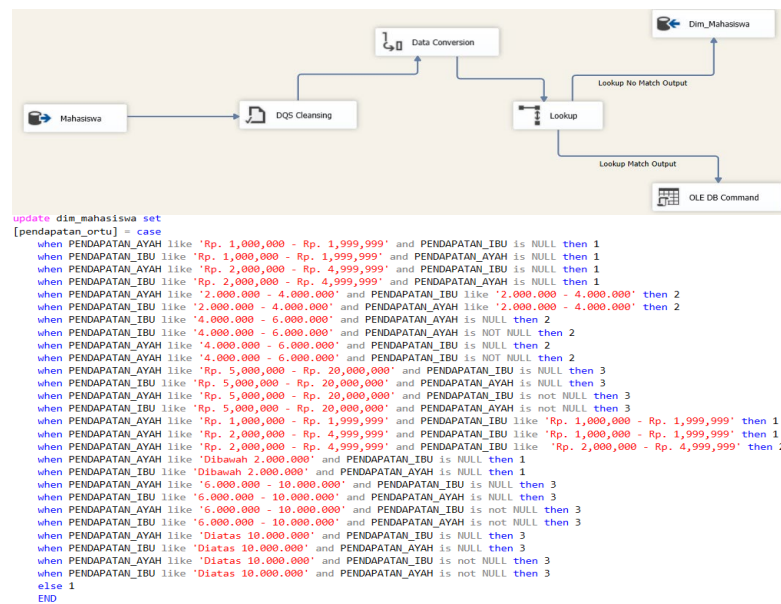 Dim_Mahasiswa
Data Conversion
Lookup No Match Output
Mahasiswa
DQS Cleansing
Lookup
Lookup Match Output
OLE DB Command
update dim_mahasiswa set
[pendapatan_ortu] = case
when PENDAPATAN_AYAH like 'Rp. 1,000,000 - Rp. 1,999,999' and PENDAPATAN_IBU is NULL then 1
when PENDAPATAN_IBU like 'Rp. 1,000,000 - Rp. 1,999,999' and PENDAPATAN_AYAH is NULL then 1
when PENDAPATAN_AYAH like 'Rp. 2,000,000 - Rp. 4,999,999' and PENDAPATAN_IBU is NULL then 1
when PENDAPATAN_IBU like 'Rp. 2,000,000 - Rp. 4,999,999' and PENDAPATAN_AYAH is NULL then 1
when PENDAPATAN_AYAH like '2.000.000 - 4.000.000' and PENDAPATAN_IBU like '2.000.000 - 4.000.000' then 2
when PENDAPATAN_IBU like '2.000.000 - 4.000.000' and PENDAPATAN_AYAH like '2.000.000 - 4.000.000' then 2
when PENDAPATAN_IBU like '4.000.000 - 6.000.000' and PENDAPATAN_AYAH is NULL then 2
when PENDAPATAN_IBU like '4.000.000 - 6.000.000' and PENDAPATAN_AYAH is NOT NULL then 2
when PENDAPATAN_AYAH like '4.000.000 - 6.000.000' and PENDAPATAN_IBU is NULL then 2
when PENDAPATAN_AYAH like '4.000.000 - 6.000.000' and PENDAPATAN_IBU is NOT NULL then 2
when PENDAPATAN_AYAH like 'Rp. 5,000,000 - Rp. 20,000,000' and PENDAPATAN_IBU is NULL then 3
when PENDAPATAN_IBU like 'Rp. 5,000,000 - Rp. 20,000,000' and PENDAPATAN_AYAH is NULL then 3
when PENDAPATAN_AYAH like 'Rp. 5,000,000 - Rp. 20,000,000' and PENDAPATAN_IBU is not NULL then 3
when PENDAPATAN_IBU like 'Rp. 5,000,000 - Rp. 20,000,000' and PENDAPATAN_AYAH is not NULL then 3
when PENDAPATAN_AYAH like 'Rp. 1,000,000 - Rp. 1,999,999' and PENDAPATAN_IBU like 'Rp. 1,000,000 - Rp. 1,999,999' then 1
when PENDAPATAN_AYAH like 'Rp. 2,000,000 - Rp. 4,999,999' and PENDAPATAN_IBU like 'Rp. 1,000,000 - Rp. 1,999,999' then 1
when PENDAPATAN_AYAH like 'Rp. 2,000,000 - Rp. 4,999,999' and PENDAPATAN_IBU like 'Rp. 2,000,000 - Rp. 4,999,999' then 2
when PENDAPATAN_AYAH like 'Dibawah 2.000.000' and PENDAPATAN_IBU is NULL then 1
when PENDAPATAN_IBU like 'Dibawah 2.000.000' and PENDAPATAN_AYAH is NULL then 1
when PENDAPATAN_AYAH like '6.000.000 - 10.000.000' and PENDAPATAN_IBU is NULL then 3
when PENDAPATAN_IBU like '6.000.000 - 10.000.000' and PENDAPATAN_AYAH is NULL then 3
when PENDAPATAN_AYAH like '6.000.000 - 10.000.000' and PENDAPATAN_IBU is not NULL then 3
when PENDAPATAN_IBU like '6.000.000 - 10.000.000' and PENDAPATAN_AYAH is not NULL then 3
when PENDAPATAN_AYAH like 'Diatas 10.000.000' and PENDAPATAN_IBU is NULL then 3
when PENDAPATAN_IBU like 'Diatas 10.000.000' and PENDAPATAN_AYAH is NULL then 3
when PENDAPATAN_AYAH like 'Diatas 10.000.000' and PENDAPATAN_IBU is not NULL then 3
when PENDAPATAN_IBU like 'Diatas 10.000.000' and PENDAPATAN_AYAH is not NULL then 3
else 1
END